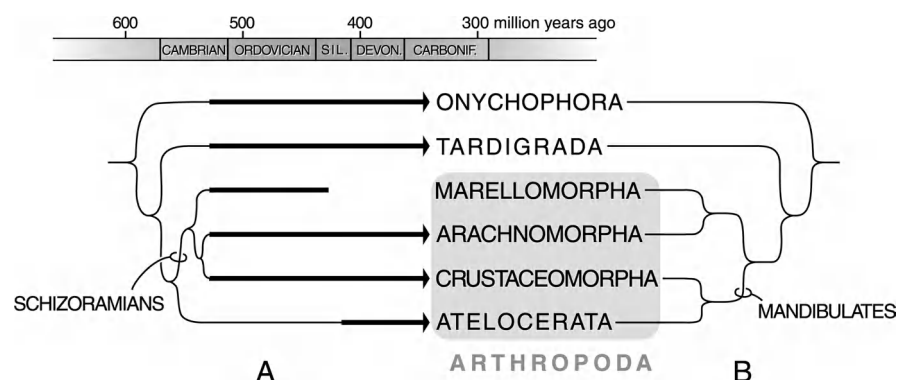 600 500 400 300 million years ago
CAMBRIAN ORDOVICIAN SIL. DEVON. CARBONIF.
ONYCHOPHORA
TARDIGRADA
MARELLOMORPHA
ARACHNOMORPHA
CRUSTACEOMORPHA
SCHIZORAMIANS
MANDIBULATES
ATELOCERATA
A ARTHROPODA B